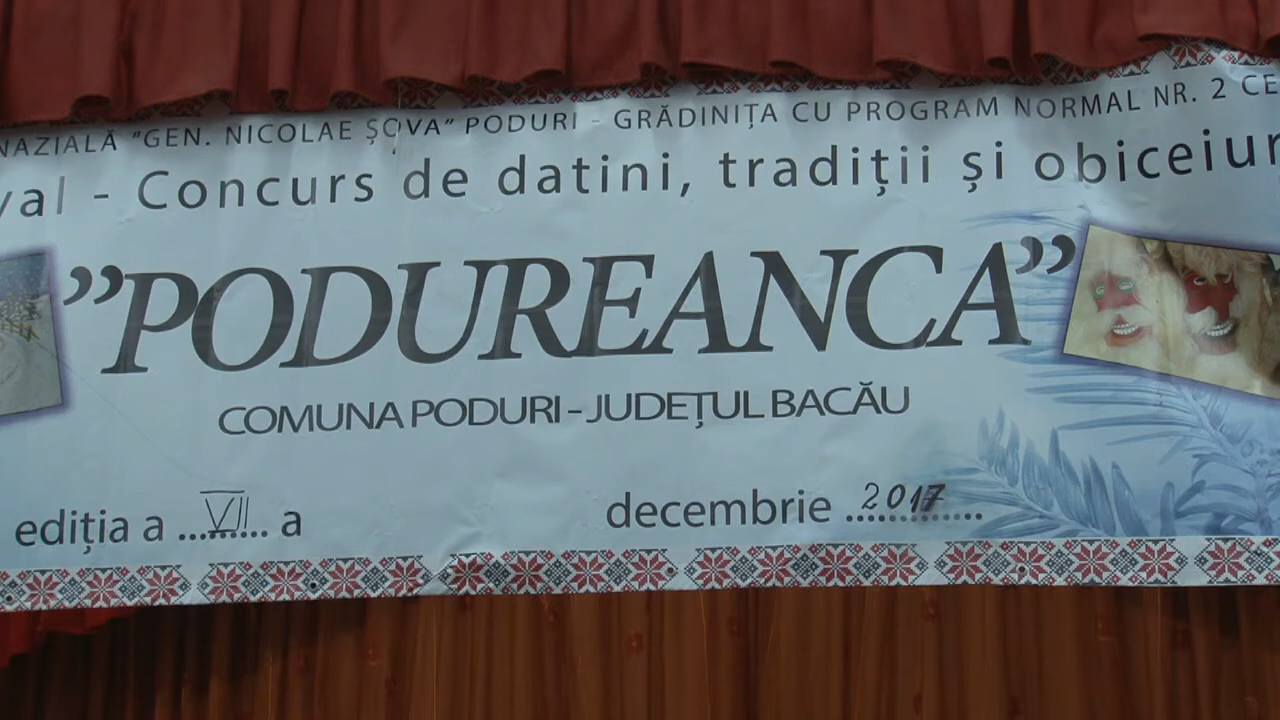 NAZIALĂ "GEN. NICOLAE ȘOVA" PODURI - GRĂDINIȚA CU PROGRAM NORMAL NR. 2 CE
val - Concurs de datini, tradiții și obiceiur
”PODUREANCA”
COMUNA PODURI - JUDEȚUL BACĂU
ediția a ...VII... a decembrie ..2017....